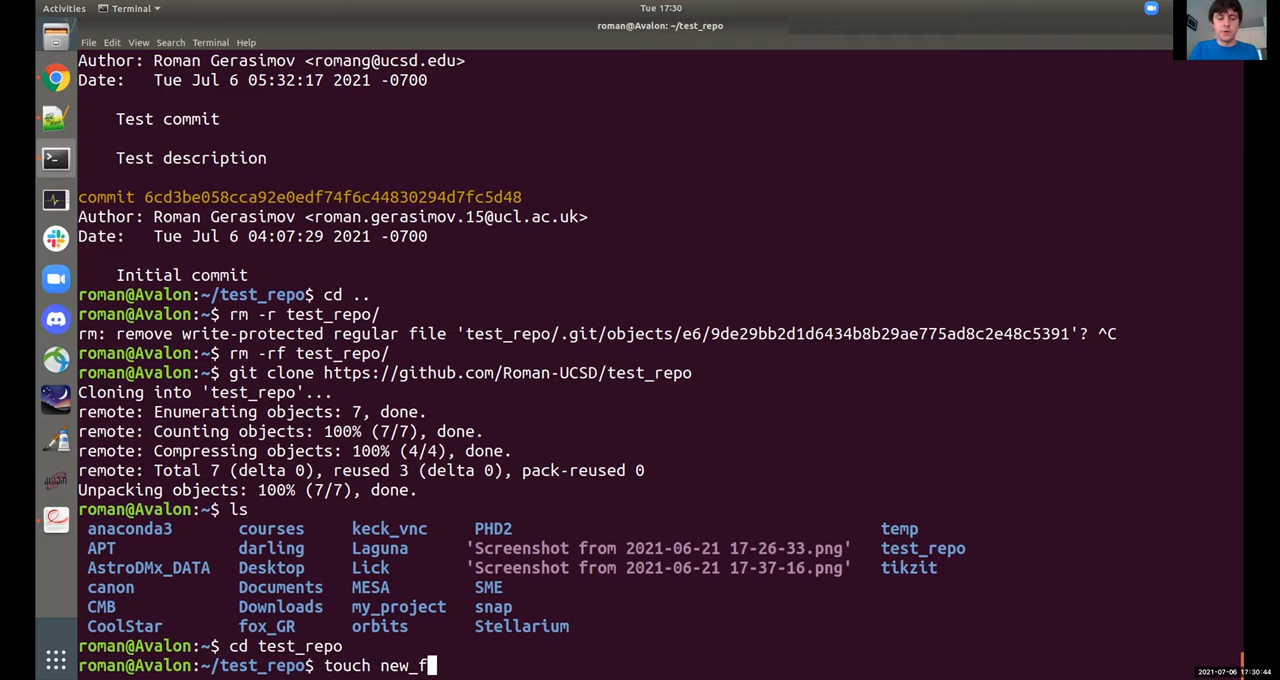 Activities Terminal Tue 17:30
roman@Avalon: ~/test_repo
File Edit View Search Terminal Help
Author: Roman Gerasimov <romang@ucsd.edu>
Date:   Tue Jul 6 05:32:17 2021 -0700
Test commit
Test description
commit 6cd3be058cca92e0edf74f6c44830294d7fc5d48
Author: Roman Gerasimov <roman.gerasimov.15@ucl.ac.uk>
Date:   Tue Jul 6 04:07:29 2021 -0700
Initial commit
roman@Avalon:~/test_repo$ cd ..
roman@Avalon:~$ rm -r test_repo/
rm: remove write-protected regular file 'test_repo/.git/objects/e6/9de29bb2d1d6434b8b29ae775ad8c2e48c5391'? ^C
roman@Avalon:~$ rm -rf test_repo/
roman@Avalon:~$ git clone https://github.com/Roman-UCSD/test_repo
Cloning into 'test_repo'...
remote: Enumerating objects: 7, done.
remote: Counting objects: 100% (7/7), done.
remote: Compressing objects: 100% (4/4), done.
remote: Total 7 (delta 0), reused 3 (delta 0), pack-reused 0
Unpacking objects: 100% (7/7), done.
roman@Avalon:~$ ls
anaconda3 courses keck_vnc PHD2 temp
APT darling Laguna 'Screenshot from 2021-06-21 17-26-33.png' test_repo
AstroDMx_DATA Desktop Lick 'Screenshot from 2021-06-21 17-37-16.png' tikzit
canon Documents MESA SME
CMB Downloads my_project snap
CoolStar fox_GR orbits Stellarium
roman@Avalon:~$ cd test_repo
roman@Avalon:~/test_repo$ touch new_f
2021-07-06 17:30:44